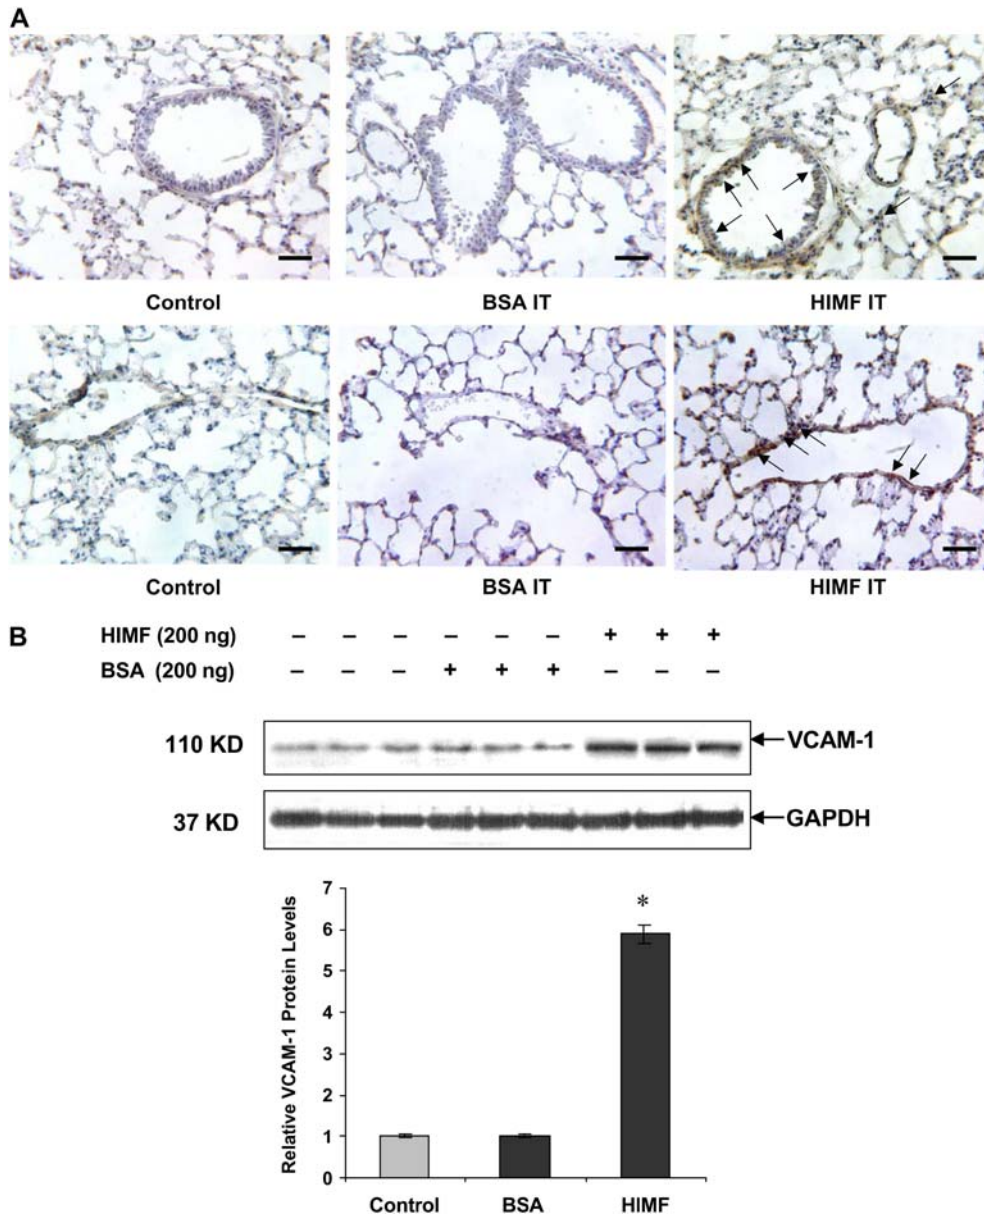 A
Control BSA IT HIMF IT
Control BSA IT HIMF IT
B
HIMF (200 ng) – – – – – – + + +
BSA (200 ng) – – – + + + – – –
110 KD VCAM-1
37 KD GAPDH
Relative VCAM-1 Protein Levels
7
6
5
4
3
2
1
0
*
Control BSA HIMF